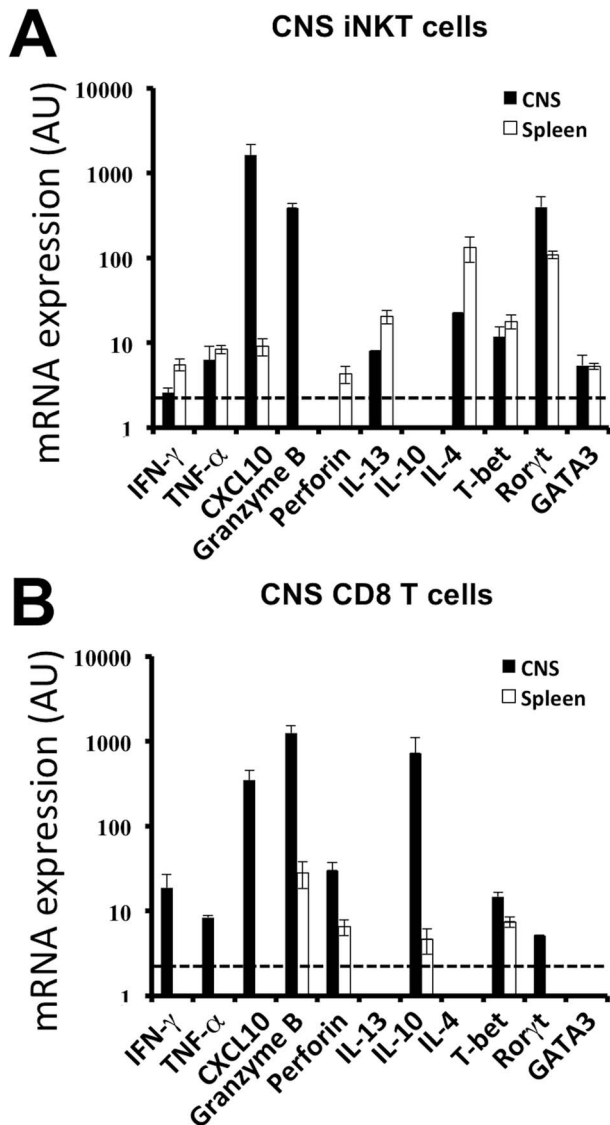 A
CNS iNKT cells
mRNA expression (AU)
10000
1000
100
10
1
CNS
Spleen
IFN-γ
TNF-α
CXCL10
Granzyme B
Perforin
IL-13
IL-10
IL-4
T-bet
Rorγt
GATA3
B
CNS CD8 T cells
mRNA expression (AU)
10000
1000
100
10
1
CNS
Spleen
IFN-γ
TNF-α
CXCL10
Granzyme B
Perforin
IL-13
IL-10
IL-4
T-bet
Rorγt
GATA3